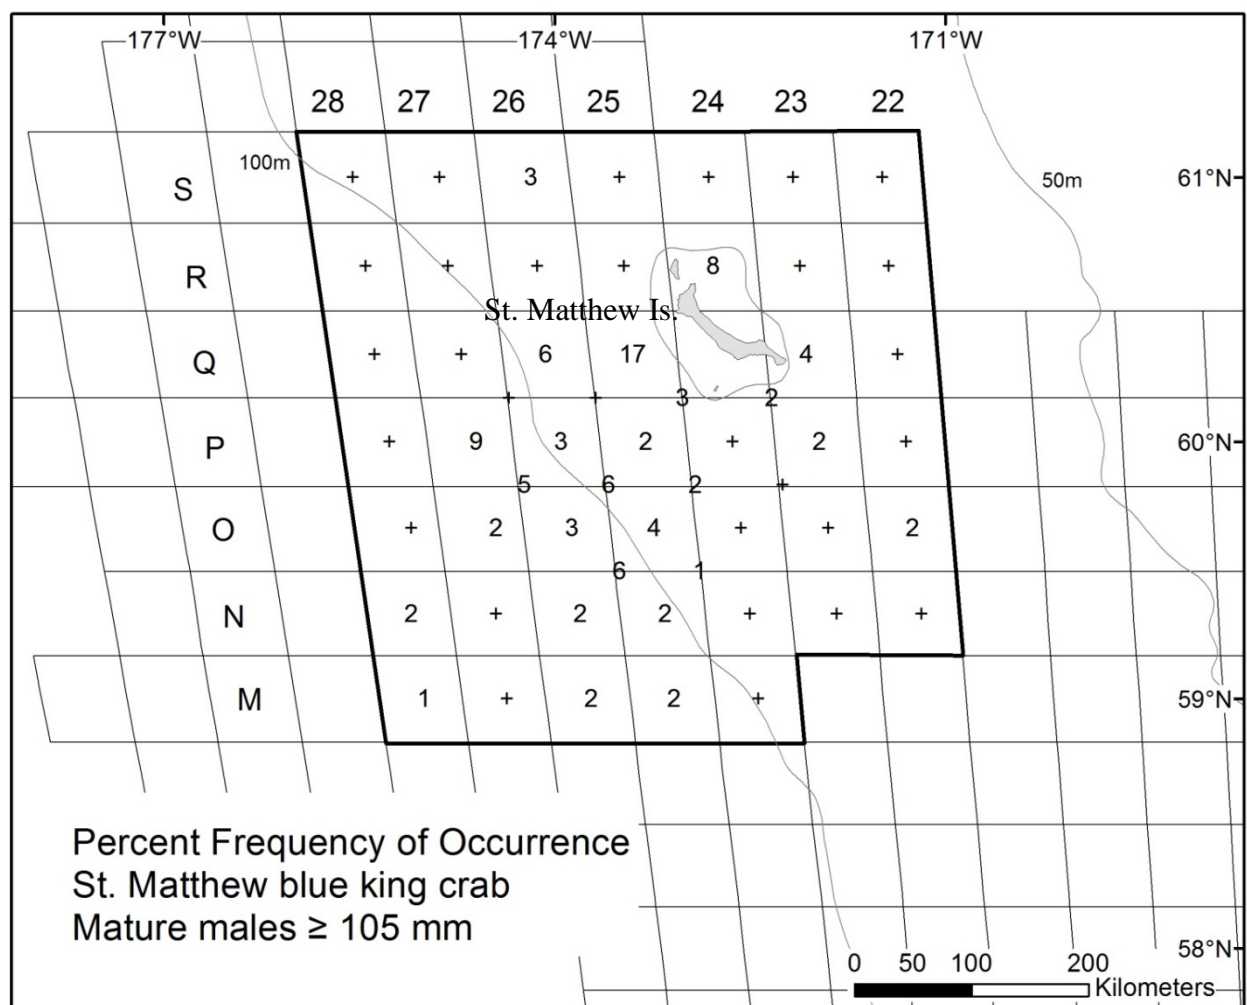 177°W 174°W 171°W
28 27 26 25 24 23 22
100m 50m
S + + 3 + + + + 61°N
R + + + + 8 + +
St. Matthew Is.
Q + + 6 17 4 +
+ + 3 2
P + 9 3 2 + 2 + 60°N
5 6 2 +
O + 2 3 4 + + 2
6 1
N 2 + 2 2 + + +
M 1 + 2 2 + 59°N
Percent Frequency of Occurrence
St. Matthew blue king crab
Mature males ≥ 105 mm
58°N
0 50 100 200
Kilometers